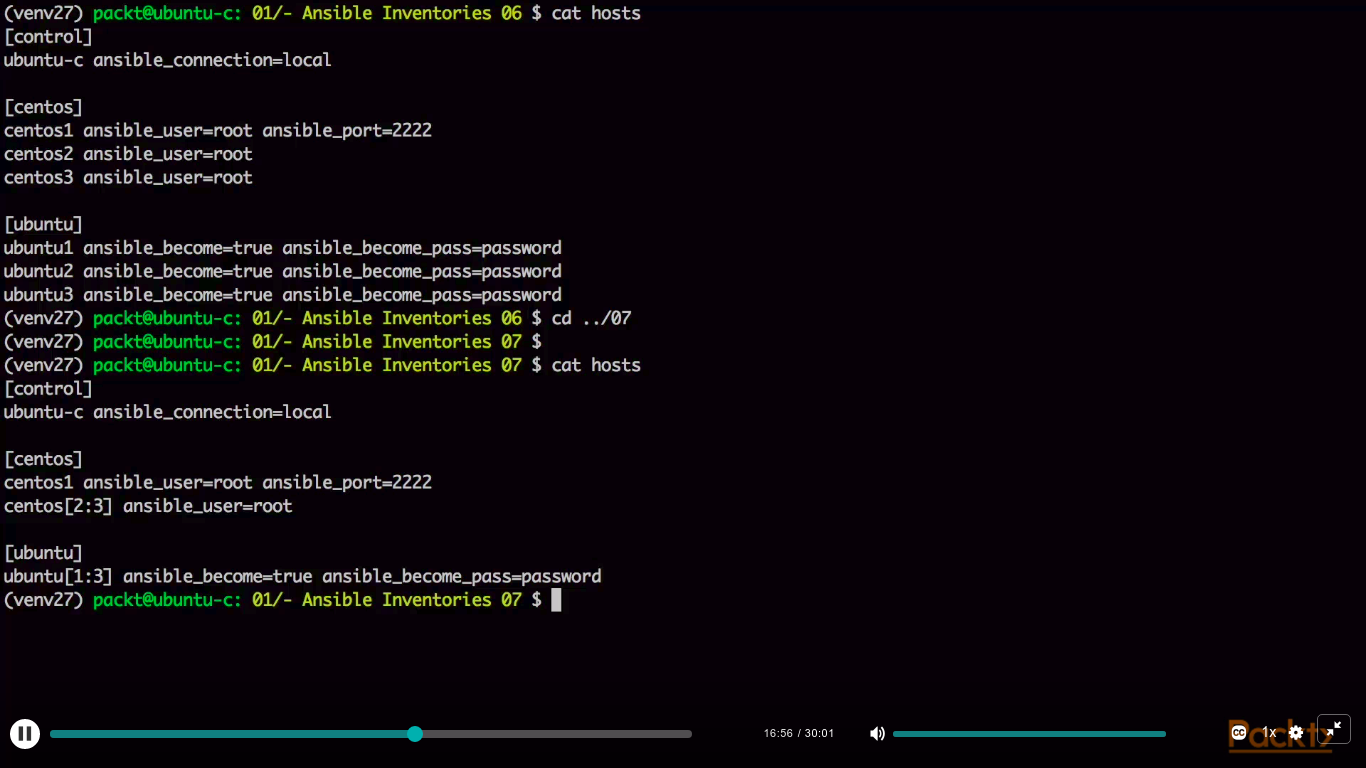 (venv27) packt@ubuntu-c: 01/- Ansible Inventories 06 $ cat hosts
[control]
ubuntu-c ansible_connection=local
[centos]
centos1 ansible_user=root ansible_port=2222
centos2 ansible_user=root
centos3 ansible_user=root
[ubuntu]
ubuntu1 ansible_become=true ansible_become_pass=password
ubuntu2 ansible_become=true ansible_become_pass=password
ubuntu3 ansible_become=true ansible_become_pass=password
(venv27) packt@ubuntu-c: 01/- Ansible Inventories 06 $ cd ../07
(venv27) packt@ubuntu-c: 01/- Ansible Inventories 07 $
(venv27) packt@ubuntu-c: 01/- Ansible Inventories 07 $ cat hosts
[control]
ubuntu-c ansible_connection=local
[centos]
centos1 ansible_user=root ansible_port=2222
centos[2:3] ansible_user=root
[ubuntu]
ubuntu[1:3] ansible_become=true ansible_become_pass=password
(venv27) packt@ubuntu-c: 01/- Ansible Inventories 07 $
16:56 / 30:01
CC 1x
Packt